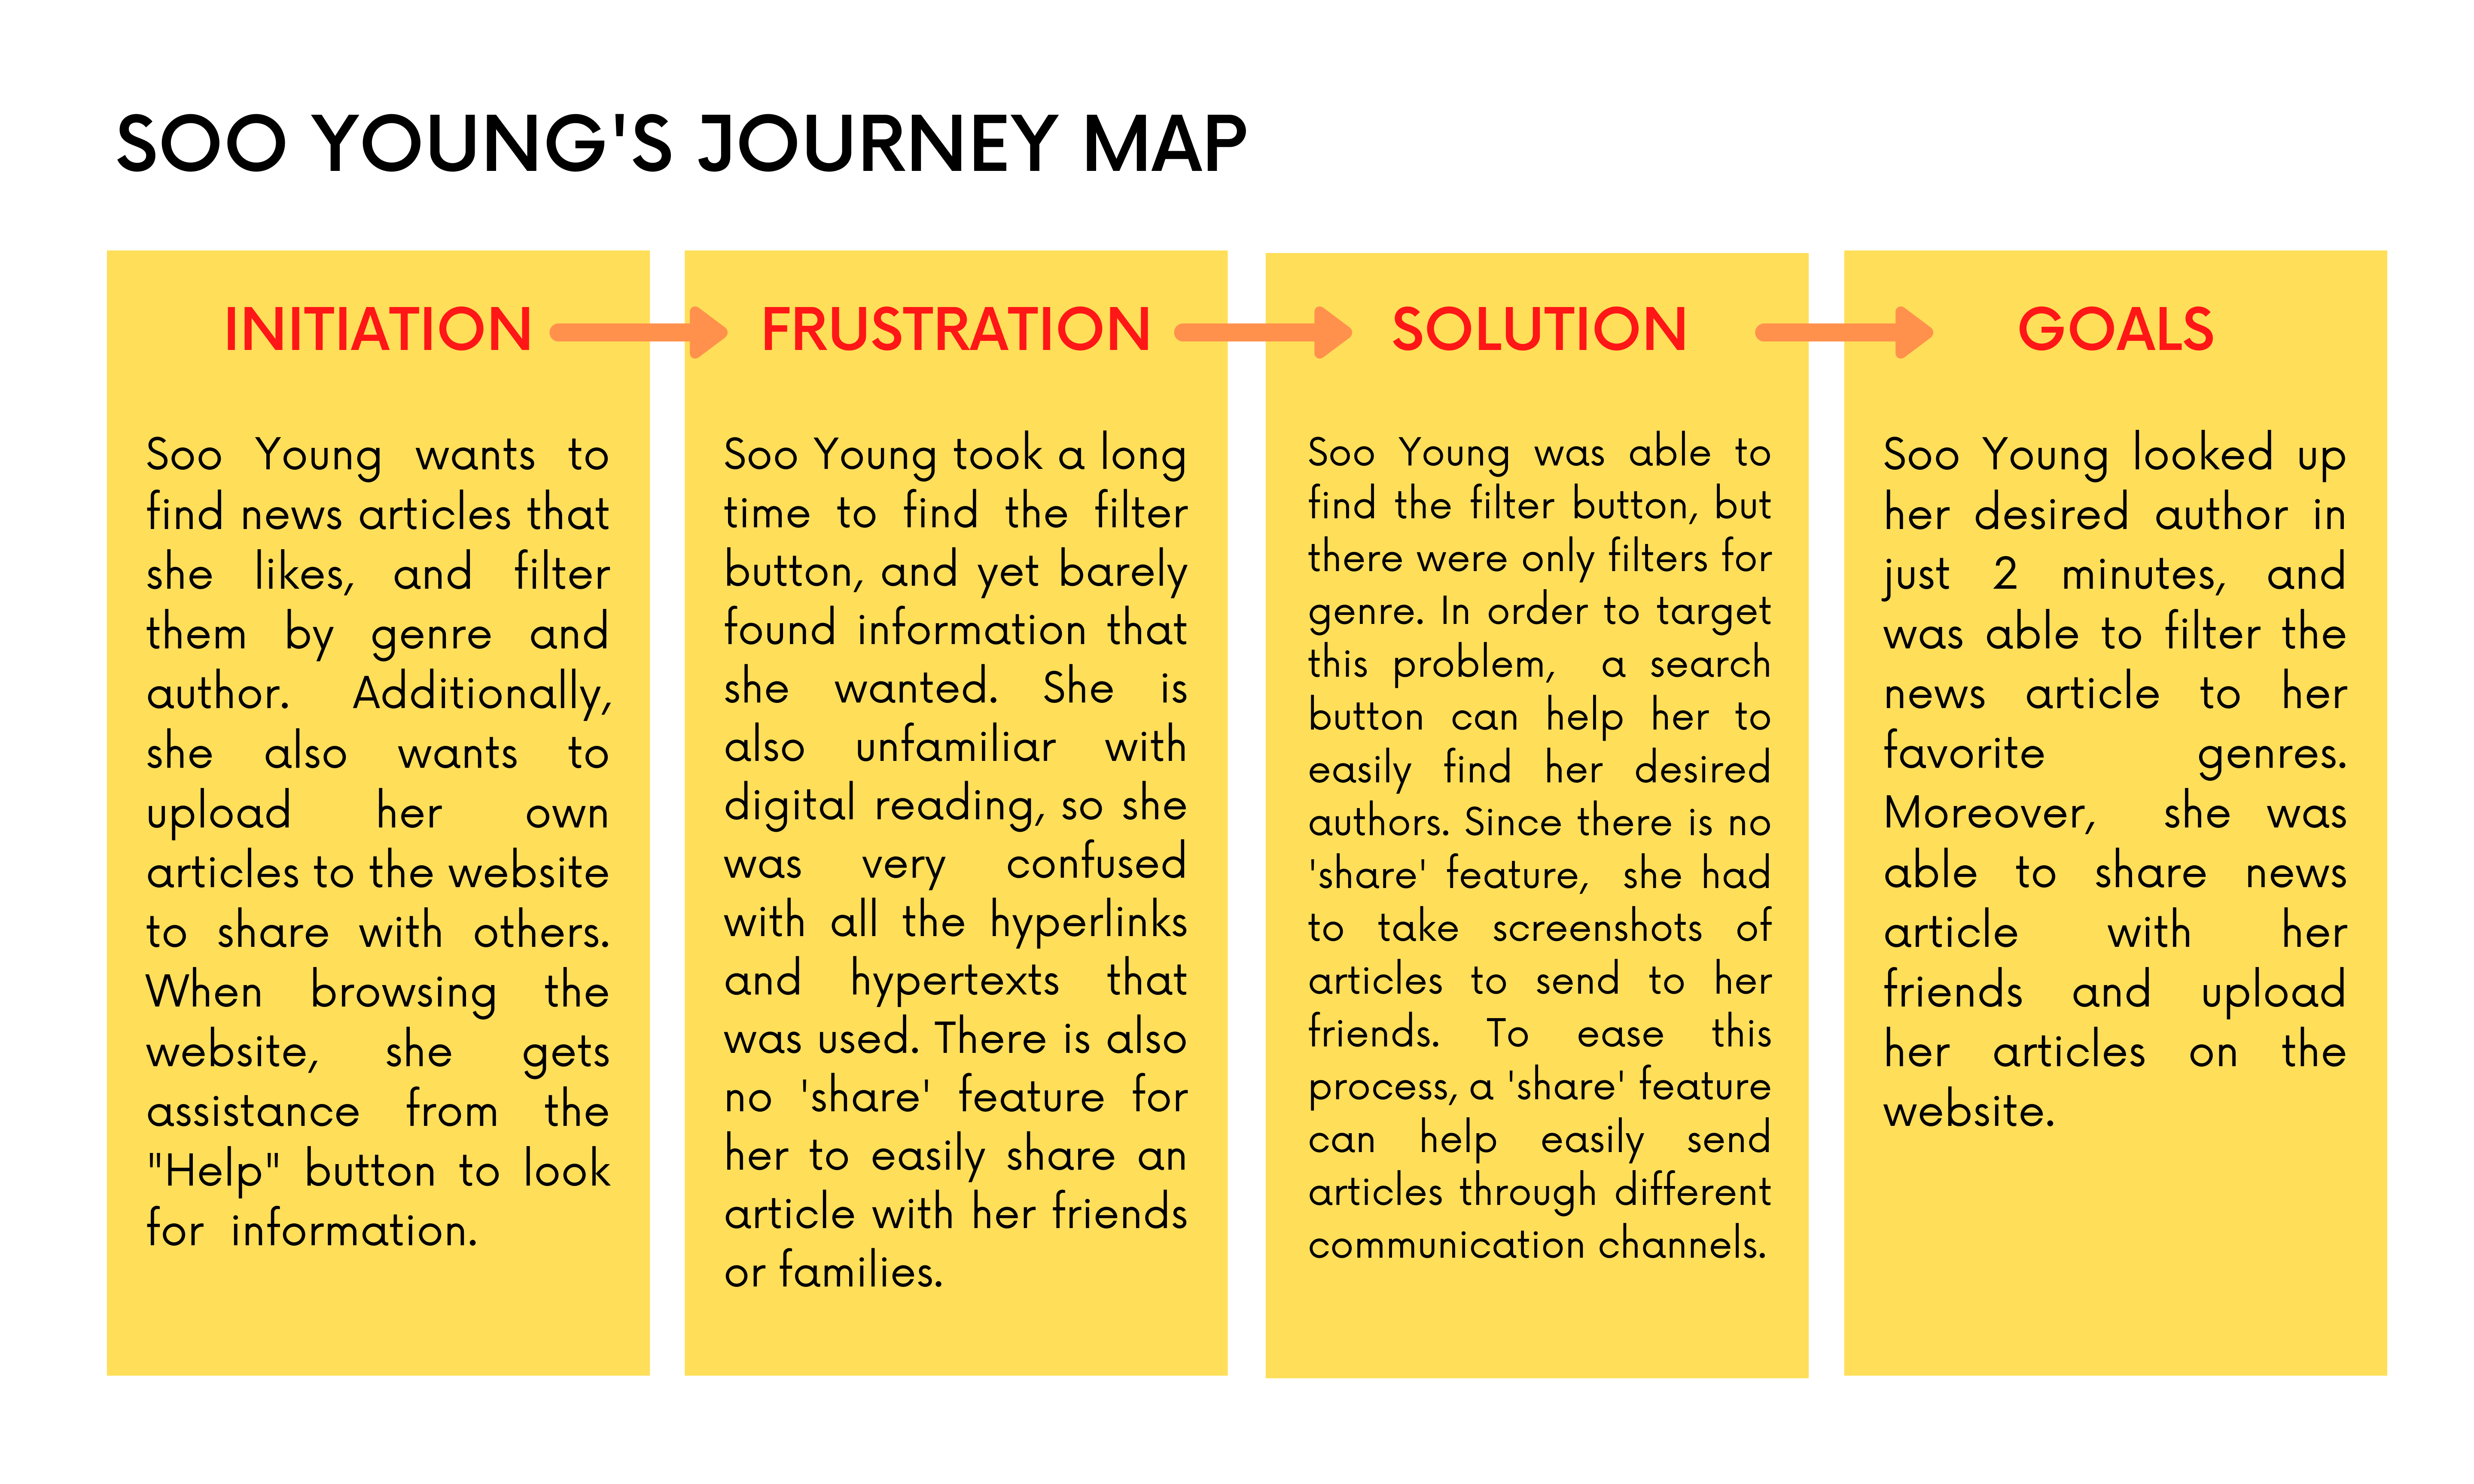 SOO YOUNG'S JOURNEY MAP
INITIATION
Soo Young wants to
find news articles that
she likes, and filter
them by genre and
author. Additionally,
she also wants to
upload her own
articles to the website
to share with others.
When browsing the
website, she gets
assistance from the
"Help" button to look
for information.
FRUSTRATION
Soo Young took a long
time to find the filter
button, and yet barely
found information that
she wanted. She is
also unfamiliar with
digital reading, so she
was very confused
with all the hyperlinks
and hypertexts that
was used. There is also
no 'share' feature for
her to easily share an
article with her friends
or families.
SOLUTION
Soo Young was able to
find the filter button, but
there were only filters for
genre. In order to target
this problem, a search
button can help her to
easily find her desired
authors. Since there is no
'share' feature, she had
to take screenshots of
articles to send to her
friends. To ease this
process, a 'share' feature
can help easily send
articles through different
communication channels.
GOALS
Soo Young looked up
her desired author in
just 2 minutes, and
was able to filter the
news article to her
favorite genres.
Moreover, she was
able to share news
article with her
friends and upload
her articles on the
website.